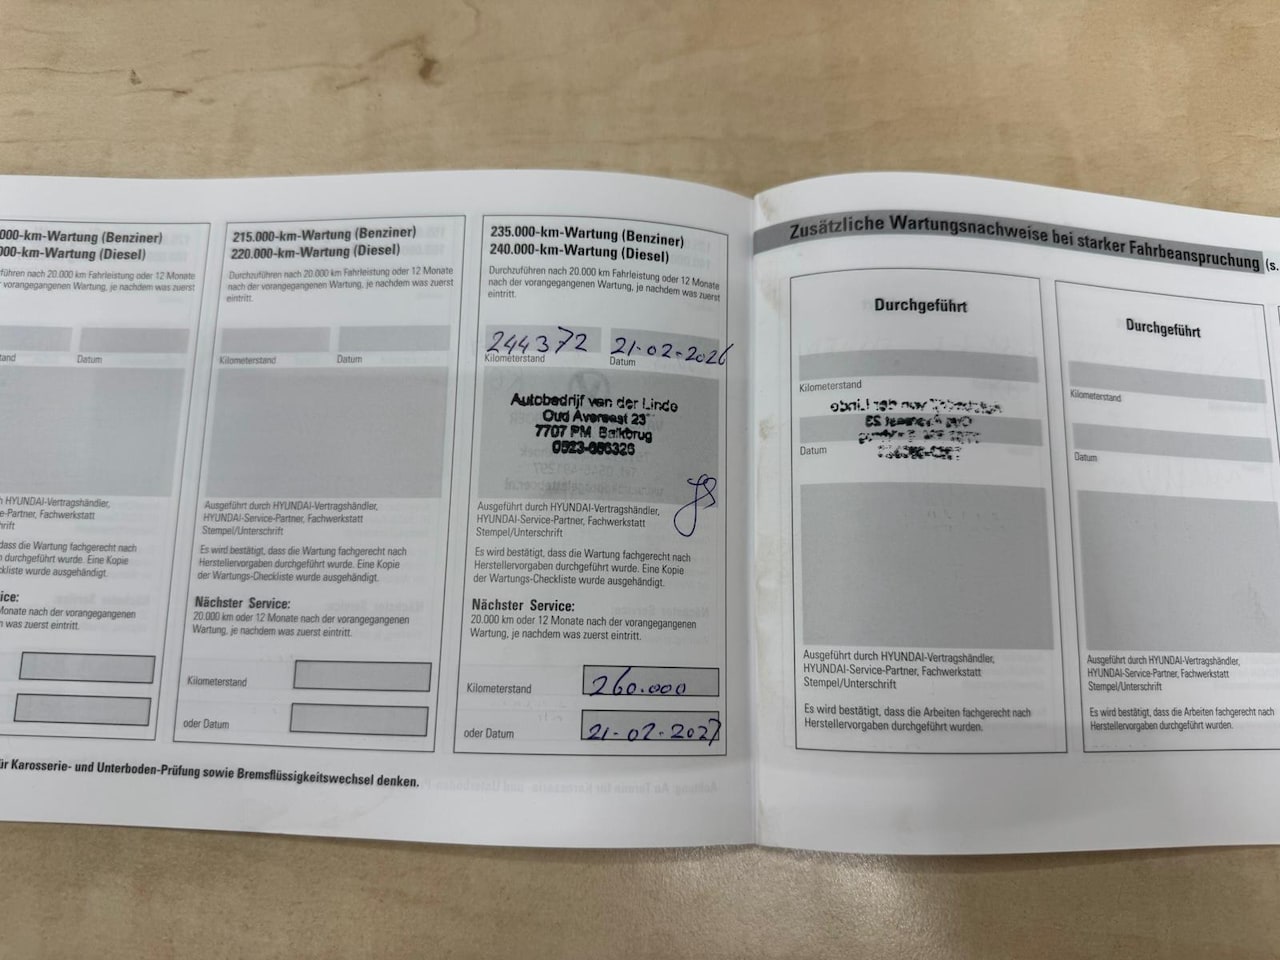 000-km-Wartung (Benziner)
000-km-Wartung (Diesel)
führen nach 20.000 km Fahrleistung oder 12 Monate
vorangegangenen Wartung, je nachdem was zuerst
Datum
HYUNDAI-Vertragshändler,
Partner, Fachwerkstatt
dass die Wartung fachgerecht nach
durchgeführt wurde. Eine Kopie
wurde ausgehändigt.
Monate nach der vorangegangenen
was zuerst eintritt.
215.000-km-Wartung (Benziner)
220.000-km-Wartung (Diesel)
Durchzuführen nach 20.000 km Fahrleistung oder 12 Monate
nach der vorangegangenen Wartung, je nachdem was zuerst
eintritt.
Kilometerstand Datum
Ausgeführt durch HYUNDAI-Vertragshändler,
HYUNDAI-Service-Partner, Fachwerkstatt
Stempel/Unterschrift
Es wird bestätigt, dass die Wartung fachgerecht nach
Herstellervorgaben durchgeführt wurde. Eine Kopie
der Wartungs-Checkliste wurde ausgehändigt.
Nächster Service:
20.000 km oder 12 Monate nach der vorangegangenen
Wartung, je nachdem was zuerst eintritt.
Kilometerstand
oder Datum
235.000-km-Wartung (Benziner)
240.000-km-Wartung (Diesel)
Durchzuführen nach 20.000 km Fahrleistung oder 12 Monate
nach der vorangegangenen Wartung, je nachdem was zuerst
eintritt.
244372 21-02-2026
Kilometerstand Datum
Autobedrijf van der Linde
Oud Avereest 23
7707 PM Balkbrug
0523-656326
Ausgeführt durch HYUNDAI-Vertragshändler,
HYUNDAI-Service-Partner, Fachwerkstatt
Stempel/Unterschrift
Es wird bestätigt, dass die Wartung fachgerecht nach
Herstellervorgaben durchgeführt wurde. Eine Kopie
der Wartungs-Checkliste wurde ausgehändigt.
Nächster Service:
20.000 km oder 12 Monate nach der vorangegangenen
Wartung, je nachdem was zuerst eintritt.
Kilometerstand 260.000
oder Datum 21-02-2027
für Karosserie- und Unterboden-Prüfung sowie Bremsflüssigkeitswechsel denken.
Zusätzliche Wartungsnachweise bei starker Fahrbeanspruchung (s.
Durchgeführt
Kilometerstand
Datum
Ausgeführt durch HYUNDAI-Vertragshändler,
HYUNDAI-Service-Partner, Fachwerkstatt
Stempel/Unterschrift
Es wird bestätigt, dass die Arbeiten fachgerecht nach
Herstellervorgaben durchgeführt wurden.
Durchgeführt
Kilometerstand
Datum
Ausgeführt durch HYUNDAI-Vertragshändler,
HYUNDAI-Service-Partner, Fachwerkstatt
Stempel/Unterschrift
Es wird bestätigt, dass die Arbeiten fachgerecht nach
Herstellervorgaben durchgeführt wurden.